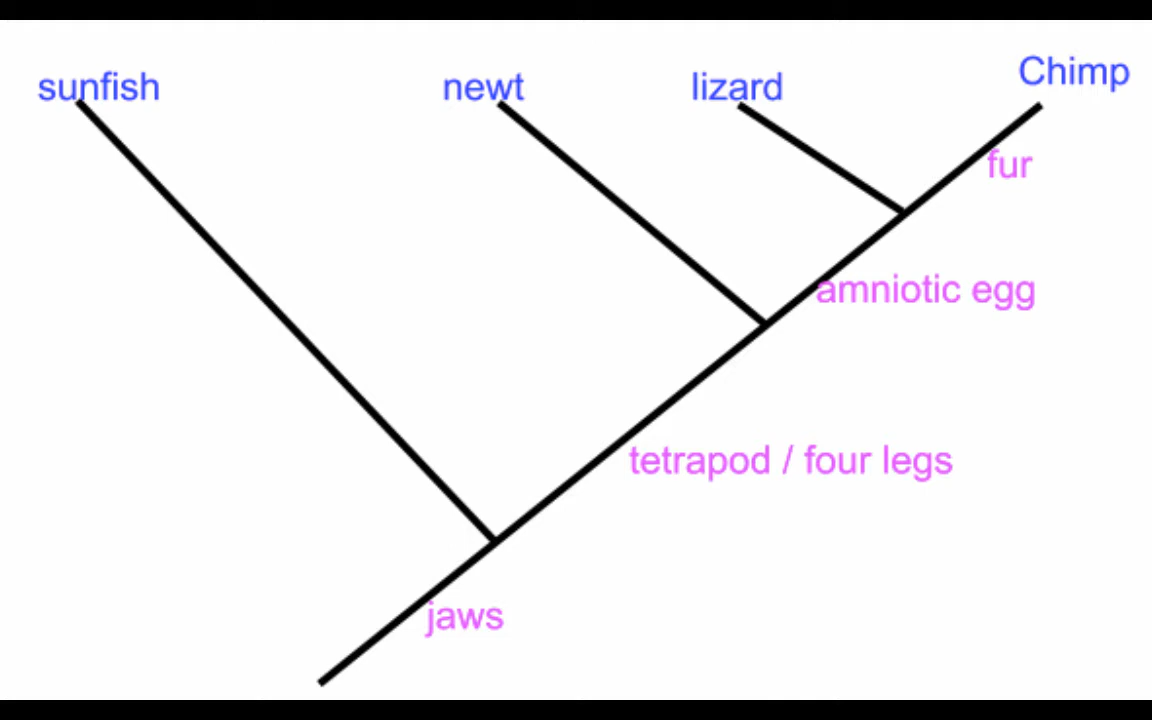 sunfish
newt
lizard
Chimp
fur
amniotic egg
tetrapod / four legs
jaws